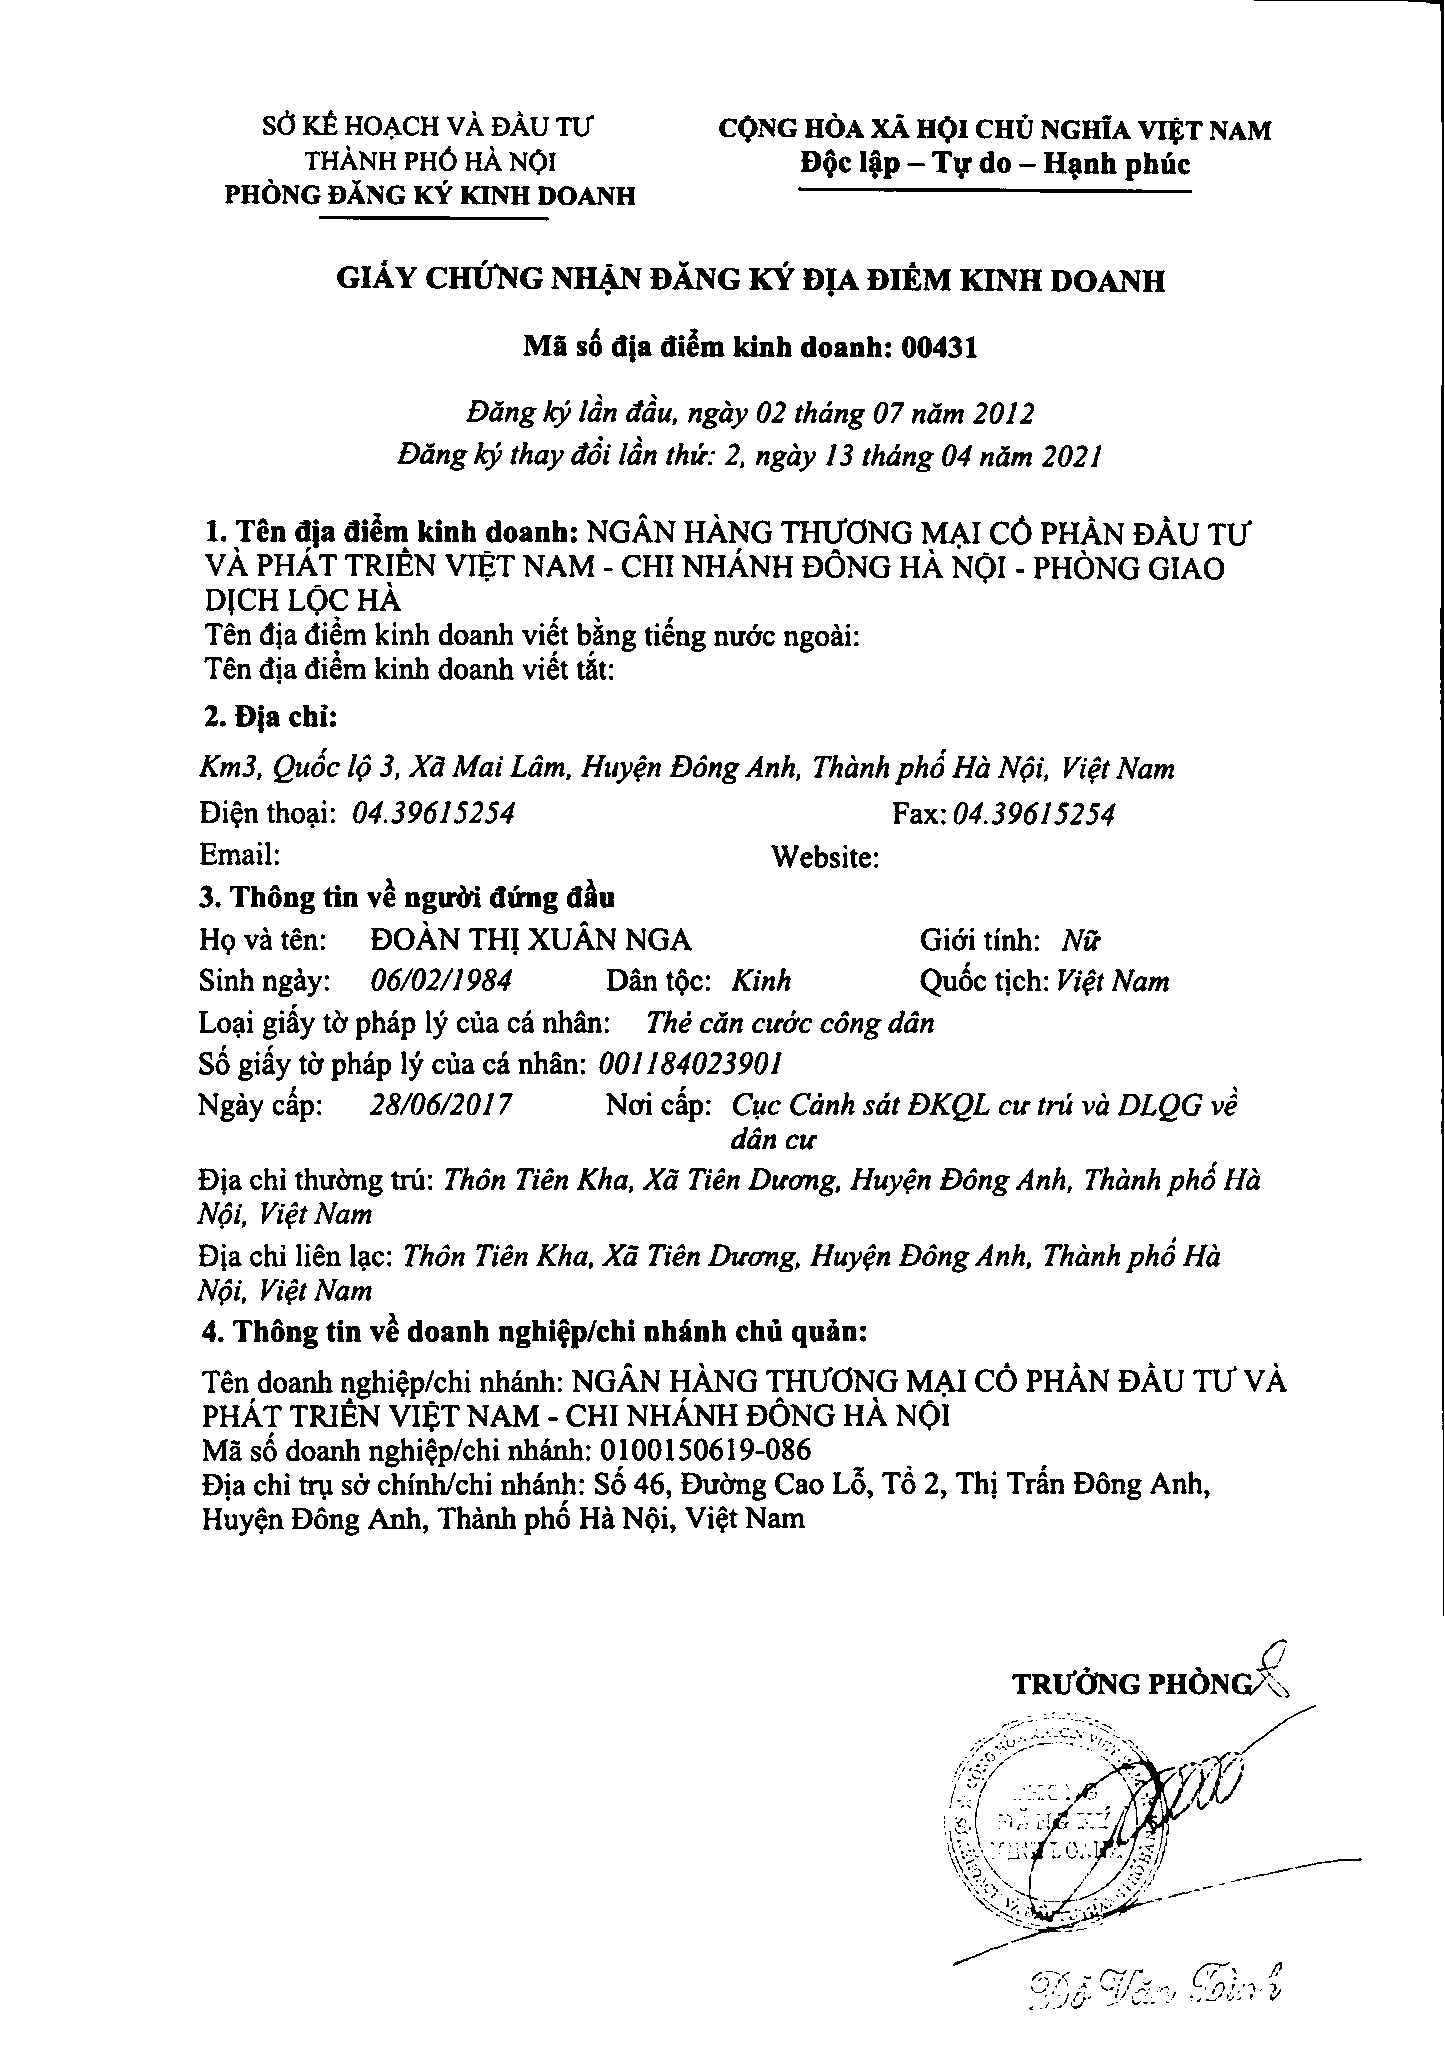 SỞ KẾ HOẠCH VÀ ĐẦU TƯ
THÀNH PHỐ HÀ NỘI
PHÒNG ĐĂNG KÝ KINH DOANH
CỘNG HÒA XÃ HỘI CHỦ NGHĨA VIỆT NAM
Độc lập – Tự do – Hạnh phúc
GIẤY CHỨNG NHẬN ĐĂNG KÝ ĐỊA ĐIỂM KINH DOANH
Mã số địa điểm kinh doanh: 00431
Đăng ký lần đầu, ngày 02 tháng 07 năm 2012
Đăng ký thay đổi lần thứ: 2, ngày 13 tháng 04 năm 2021
1. Tên địa điểm kinh doanh: NGÂN HÀNG THƯƠNG MẠI CỔ PHẦN ĐẦU TƯ
VÀ PHÁT TRIỂN VIỆT NAM - CHI NHÁNH ĐÔNG HÀ NỘI - PHÒNG GIAO
DỊCH LỘC HÀ
Tên địa điểm kinh doanh viết bằng tiếng nước ngoài:
Tên địa điểm kinh doanh viết tắt:
2. Địa chỉ:
Km3, Quốc lộ 3, Xã Mai Lâm, Huyện Đông Anh, Thành phố Hà Nội, Việt Nam
Điện thoại: 04.39615254 Fax: 04.39615254
Email: Website:
3. Thông tin về người đứng đầu
Họ và tên: ĐOÀN THỊ XUÂN NGA Giới tính: Nữ
Sinh ngày: 06/02/1984 Dân tộc: Kinh Quốc tịch: Việt Nam
Loại giấy tờ pháp lý của cá nhân: Thẻ căn cước công dân
Số giấy tờ pháp lý của cá nhân: 001184023901
Ngày cấp: 28/06/2017 Nơi cấp: Cục Cảnh sát ĐKQL cư trú và DLQG về
dân cư
Địa chỉ thường trú: Thôn Tiên Kha, Xã Tiên Dương, Huyện Đông Anh, Thành phố Hà
Nội, Việt Nam
Địa chỉ liên lạc: Thôn Tiên Kha, Xã Tiên Dương, Huyện Đông Anh, Thành phố Hà
Nội, Việt Nam
4. Thông tin về doanh nghiệp/chi nhánh chủ quản:
Tên doanh nghiệp/chi nhánh: NGÂN HÀNG THƯƠNG MẠI CỔ PHẦN ĐẦU TƯ VÀ
PHÁT TRIỂN VIỆT NAM - CHI NHÁNH ĐÔNG HÀ NỘI
Mã số doanh nghiệp/chi nhánh: 0100150619-086
Địa chỉ trụ sở chính/chi nhánh: Số 46, Đường Cao Lỗ, Tổ 2, Thị Trấn Đông Anh,
Huyện Đông Anh, Thành phố Hà Nội, Việt Nam
TRƯỞNG PHÒNG
ĐĂNG KÝ
Đỗ Văn Tình